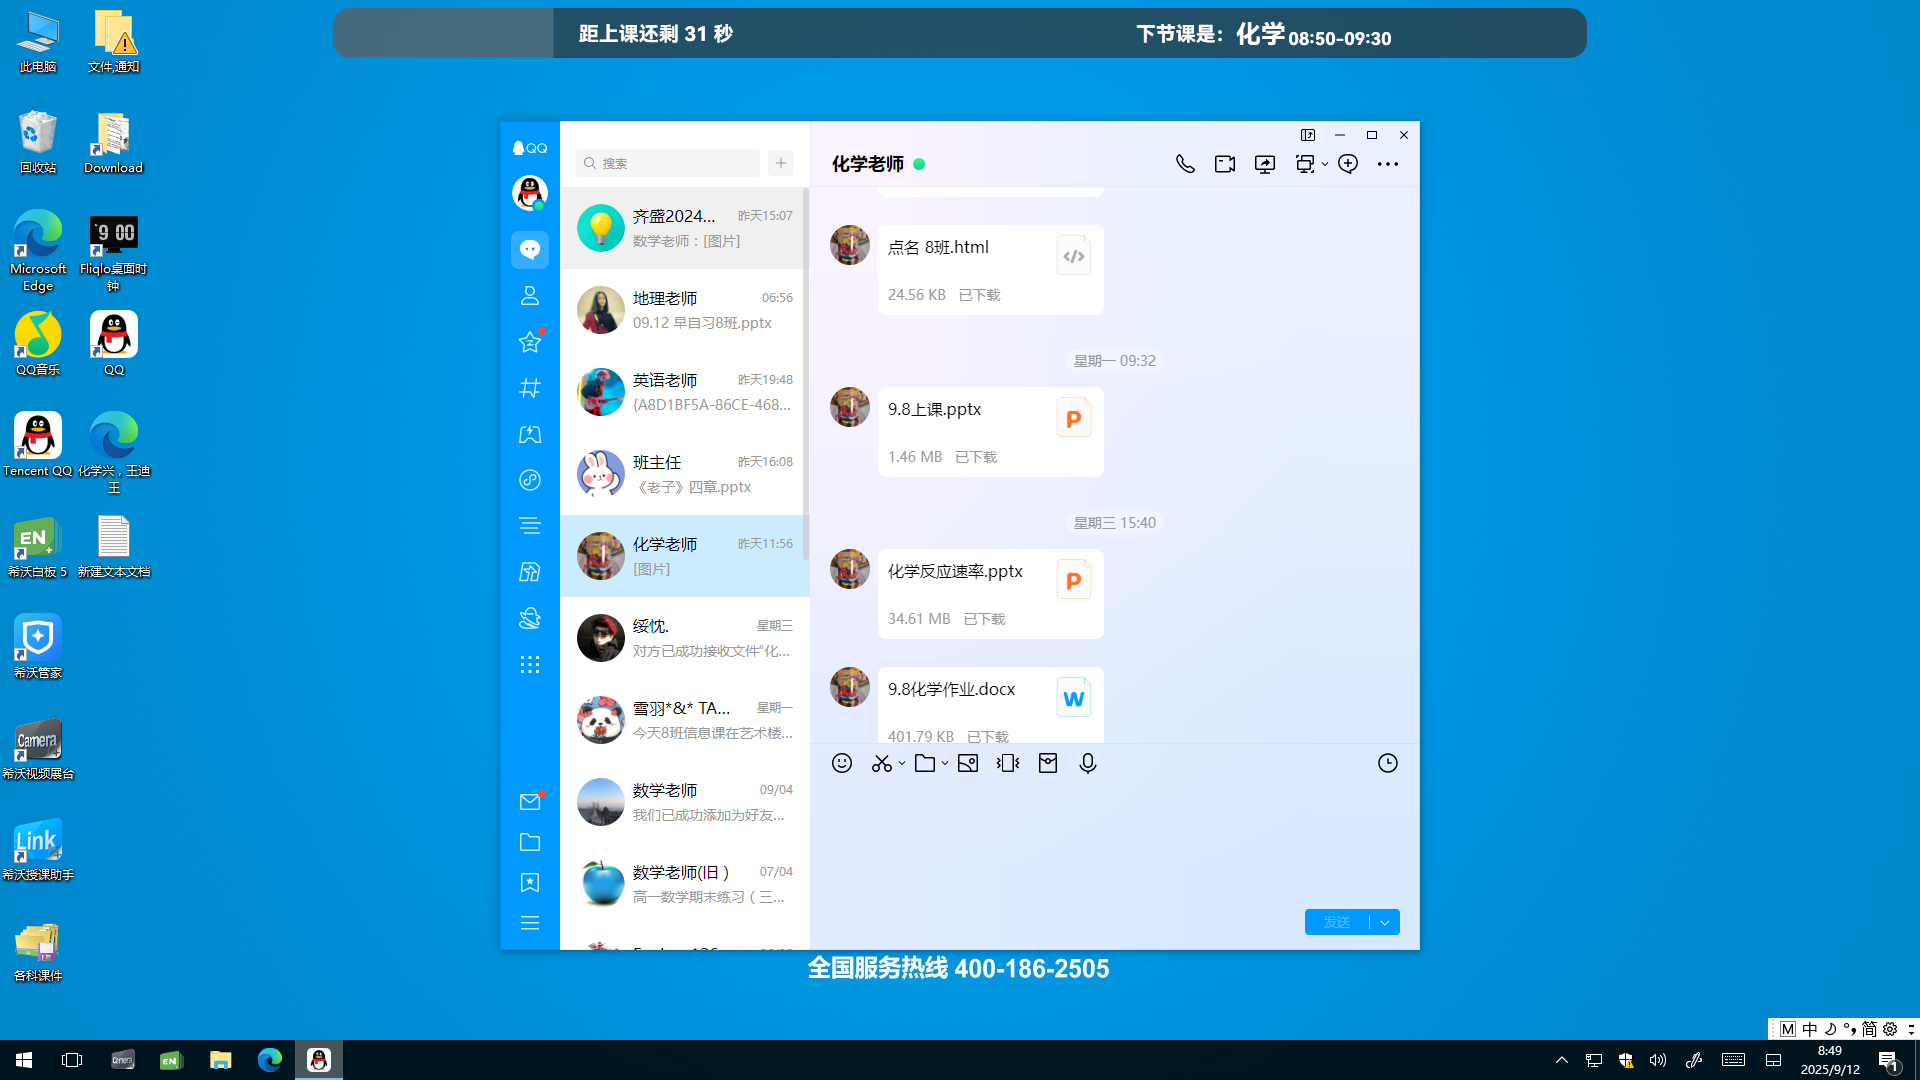 距上课还剩 31 秒
下节课是：化学 08:50-09:30
此电脑
文件,通知
回收站
Download
Microsoft Edge
Fliqlo桌面时钟
9 00
QQ音乐
QQ
Tencent QQ
化学兴，王迪王
EN
希沃白板 5
新建文本文档
希沃管家
Camera
希沃视频展台
Link
希沃授课助手
各科课件
QQ
搜索
齐盛2024...
昨天15:07
数学老师：[图片]
地理老师
06:56
09.12 早自习8班.pptx
英语老师
昨天19:48
{A8D1BF5A-86CE-468...
班主任
昨天16:08
《老子》四章.pptx
化学老师
昨天11:56
[图片]
绥忱.
星期三
对方已成功接收文件"化...
雪羽*&* TA...
星期一
今天8班信息课在艺术楼...
数学老师
09/04
我们已成功添加为好友...
数学老师(旧 )
07/04
高一数学期末练习（三...
化学老师
点名 8班.html
24.56 KB 已下载
星期一 09:32
9.8上课.pptx
P
1.46 MB 已下载
星期三 15:40
化学反应速率.pptx
P
34.61 MB 已下载
9.8化学作业.docx
W
401.79 KB 已下载
发送
全国服务热线 400-186-2505
M 中 简
Camera
EN
8:49
2025/9/12
1